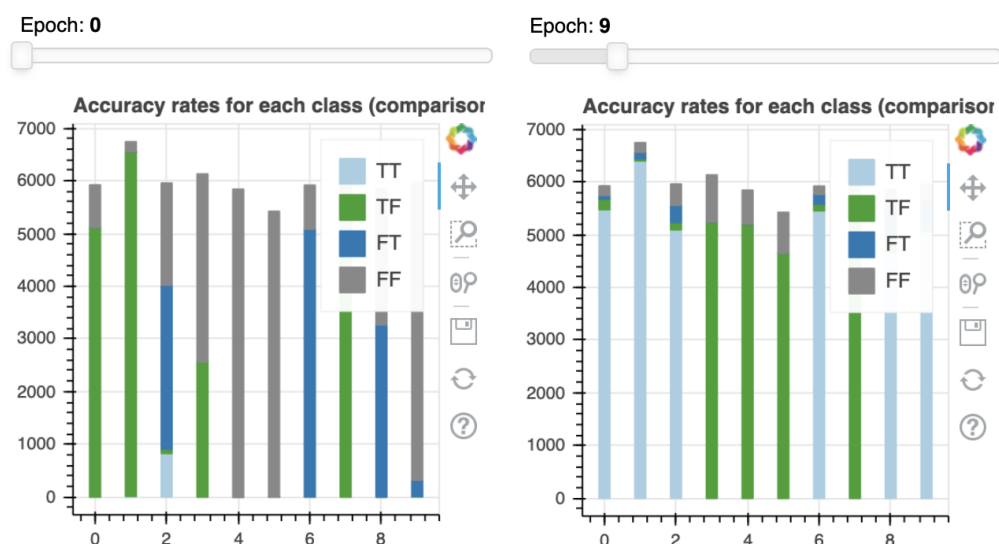 Epoch: 0
Accuracy rates for each class (comparisor
7000
6000
5000
4000
3000
2000
1000
0
TT
TF
FT
FF
0 2 4 6 8
Epoch: 9
Accuracy rates for each class (comparisor
7000
6000
5000
4000
3000
2000
1000
0
TT
TF
FT
FF
0 2 4 6 8